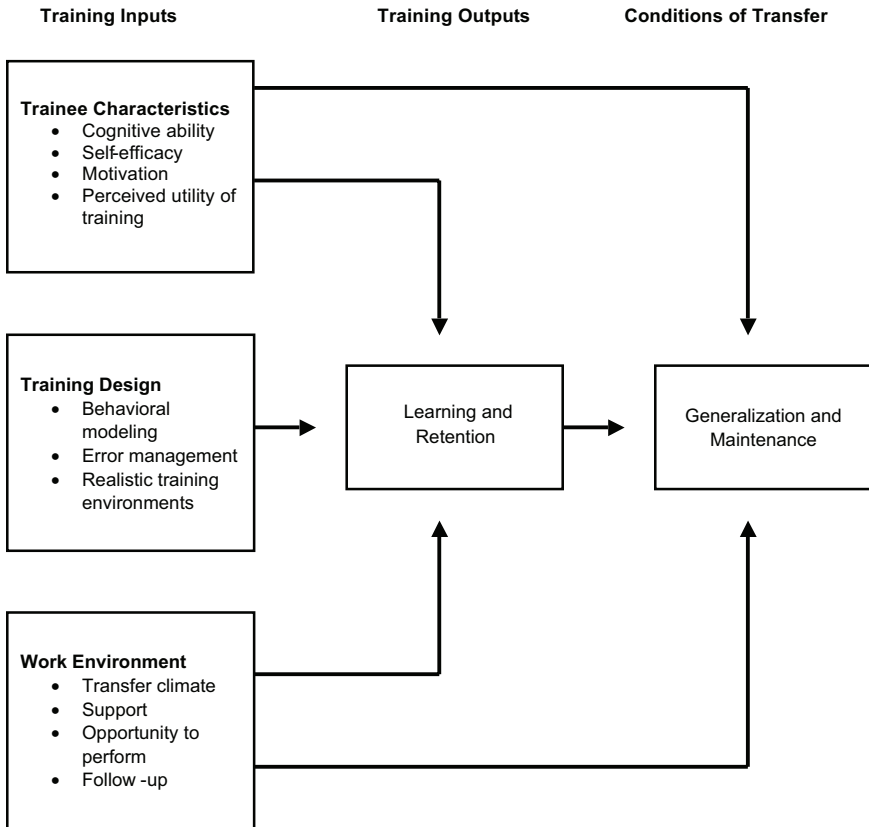 Training Inputs
Training Outputs
Conditions of Transfer
Trainee Characteristics
• Cognitive ability
• Self-efficacy
• Motivation
• Perceived utility of
training
Training Design
• Behavioral
modeling
• Error management
• Realistic training
environments
Learning and
Retention
Generalization and
Maintenance
Work Environment
• Transfer climate
• Support
• Opportunity to
perform
• Follow -up